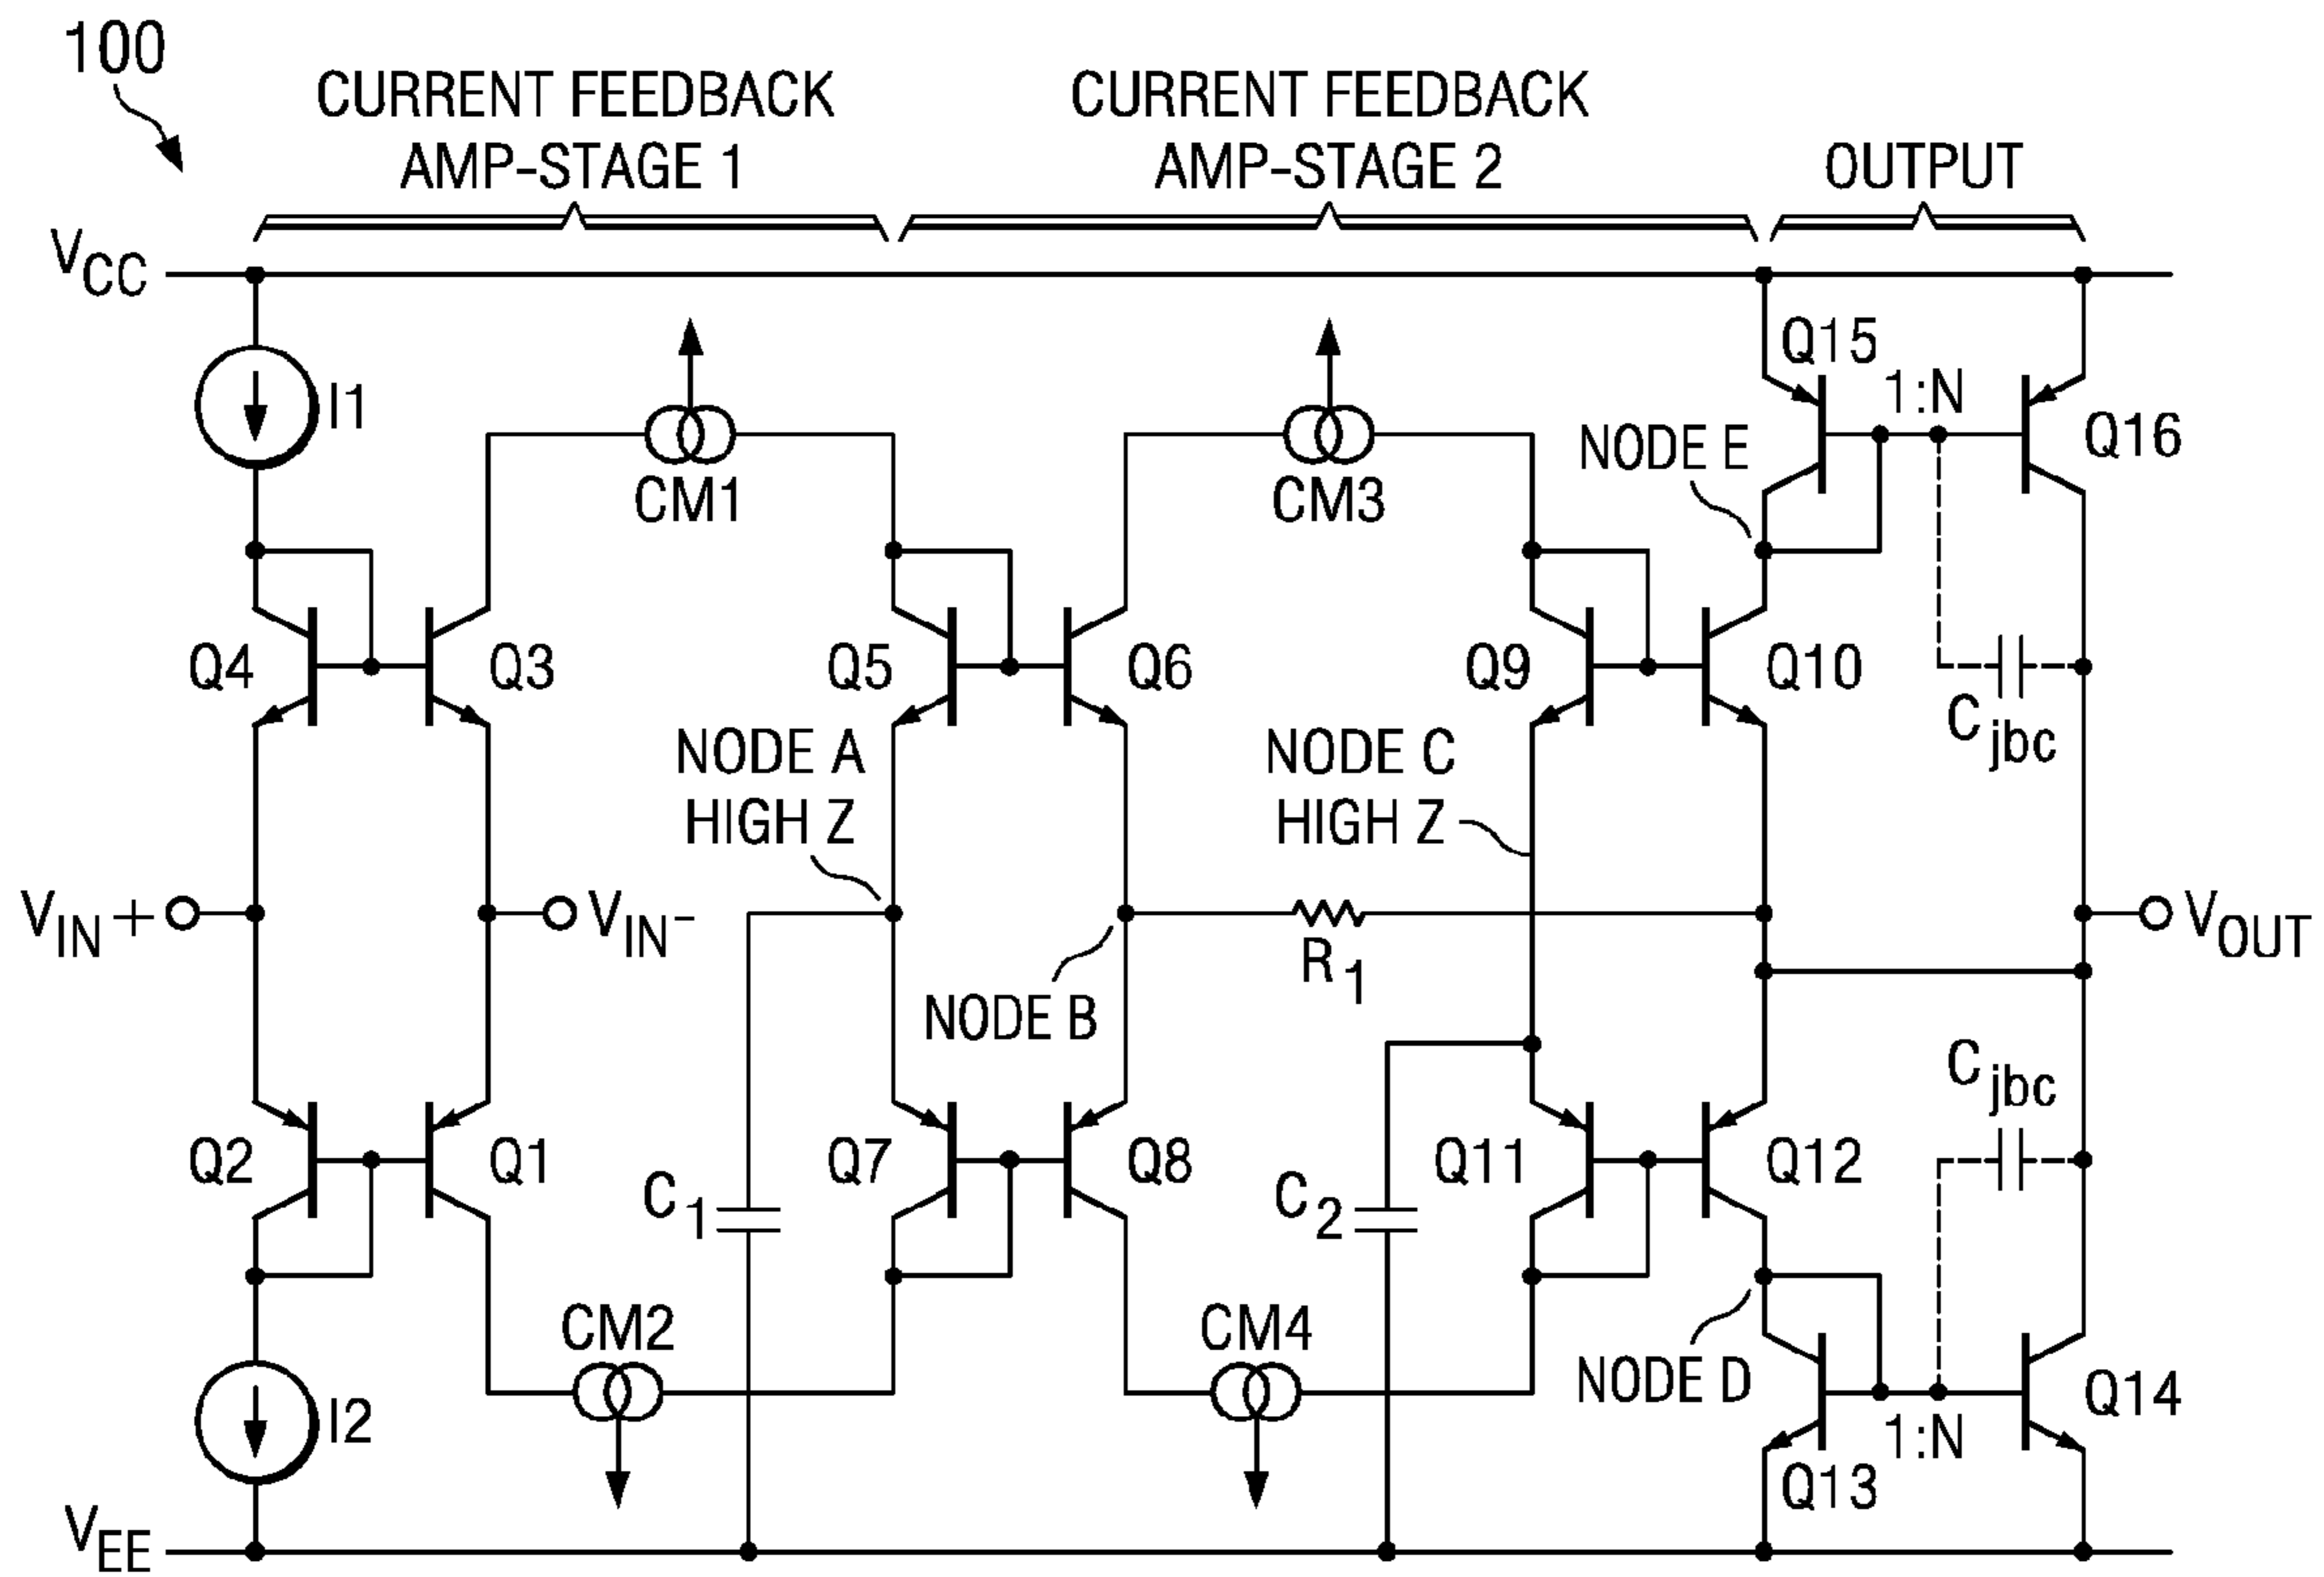 100
CURRENT FEEDBACK
AMP-STAGE 1
CURRENT FEEDBACK
AMP-STAGE 2
OUTPUT
VCC
I1
CM1
CM3
Q15
1:N
Q16
NODE E
Q4
Q3
Q5
Q6
Q9
Q10
Cjbc
NODE A
HIGH Z
NODE C
HIGH Z
VIN+
VIN-
R1
VOUT
NODE B
Cjbc
Q2
Q1
C1
Q7
Q8
C2
Q11
Q12
CM2
CM4
NODE D
I2
1:N
Q14
Q13
VEE